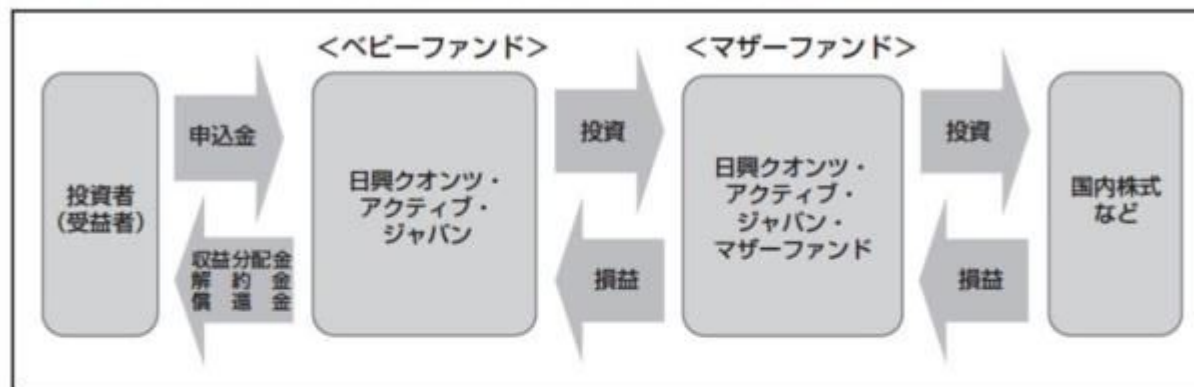 <ベビーファンド>
<マザーファンド>
投資者
(受益者)
申込金
収益分配金
解約金
償還金
日興クオンツ・
アクティブ・
ジャパン
投資
損益
日興クオンツ・
アクティブ・
ジャパン・
マザーファンド
投資
損益
国内株式
など